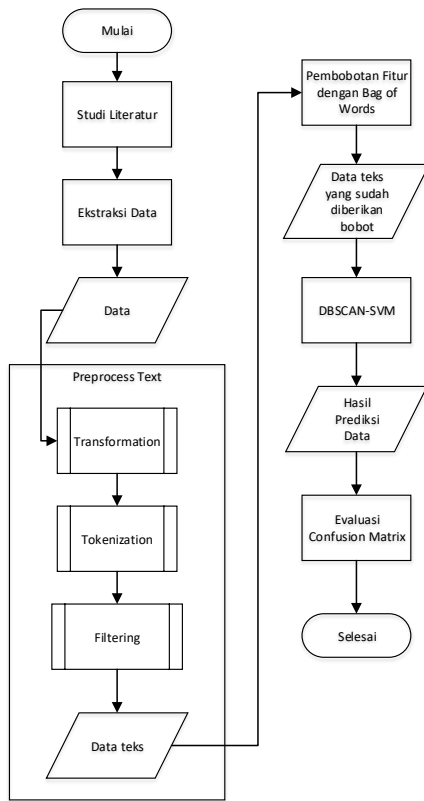 Mulai
Studi Literatur
Ekstraksi Data
Data
Preprocess Text
Transformation
Tokenization
Filtering
Data teks
Pembobotan Fitur
dengan Bag of
Words
Data teks
yang sudah
diberikan
bobot
DBSCAN-SVM
Hasil
Prediksi
Data
Evaluasi
Confusion Matrix
Selesai